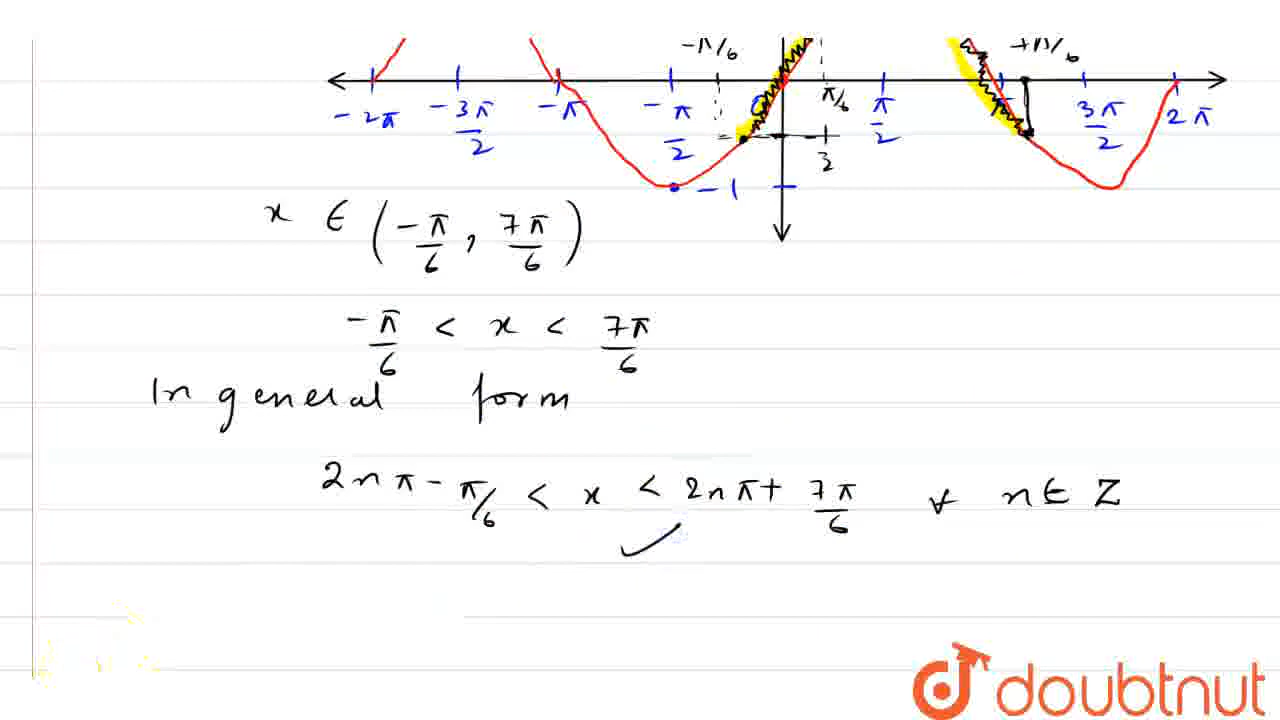 -π/6 +π/6
-2π -3π/2 -π -π/2 0 π/6 π/2 3π/2 2π
-1
x ∈ (-π/6, 7π/6)
-π/6 < x < 7π/6
In general form
2nπ - π/6 < x < 2nπ + 7π/6 ∀ n ∈ Z
doubtnut